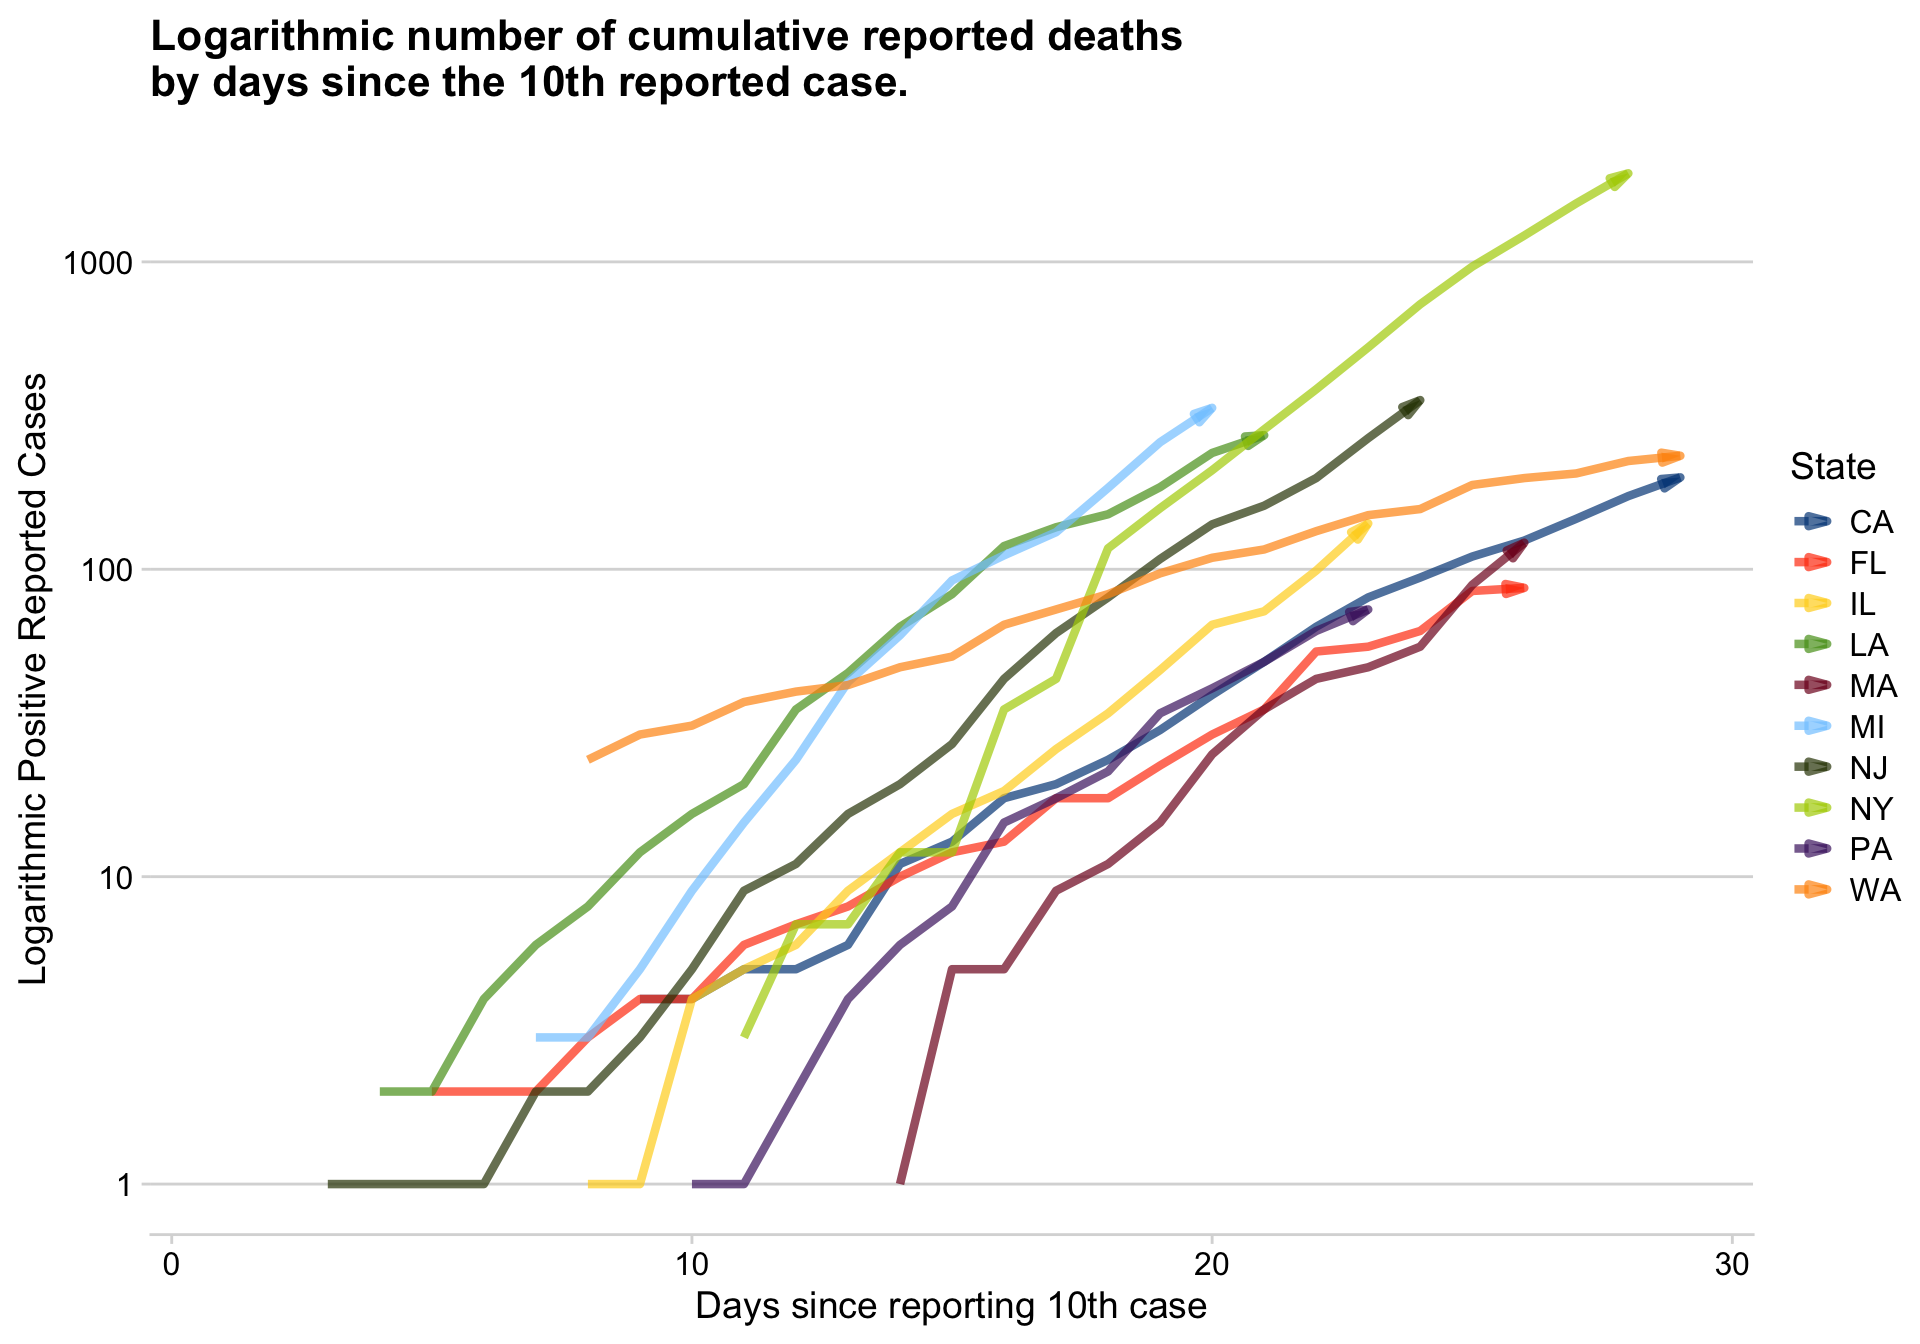 Logarithmic number of cumulative reported deaths
by days since the 10th reported case.
Logarithmic Positive Reported Cases
1000
100
10
1
0
10
20
30
Days since reporting 10th case
State
CA
FL
IL
LA
MA
MI
NJ
NY
PA
WA